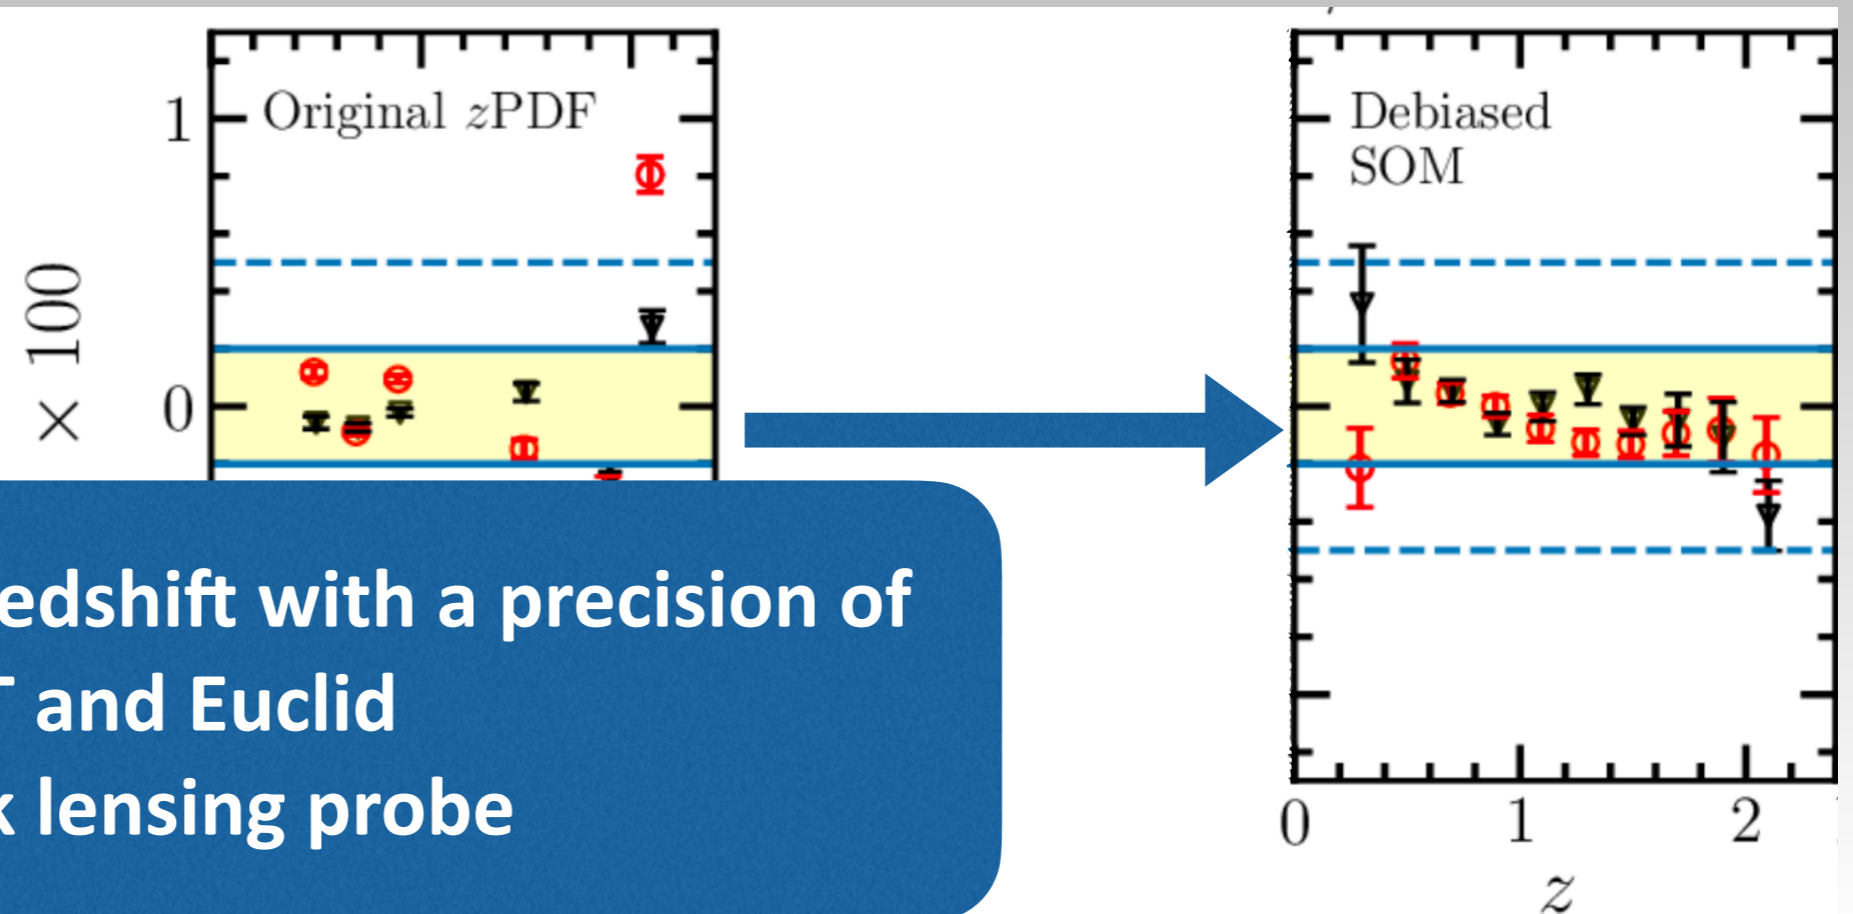 Original zPDF
1
0
× 100
Debiased
SOM
0 1 2
z
edshift with a precision of
and Euclid
lensing probe